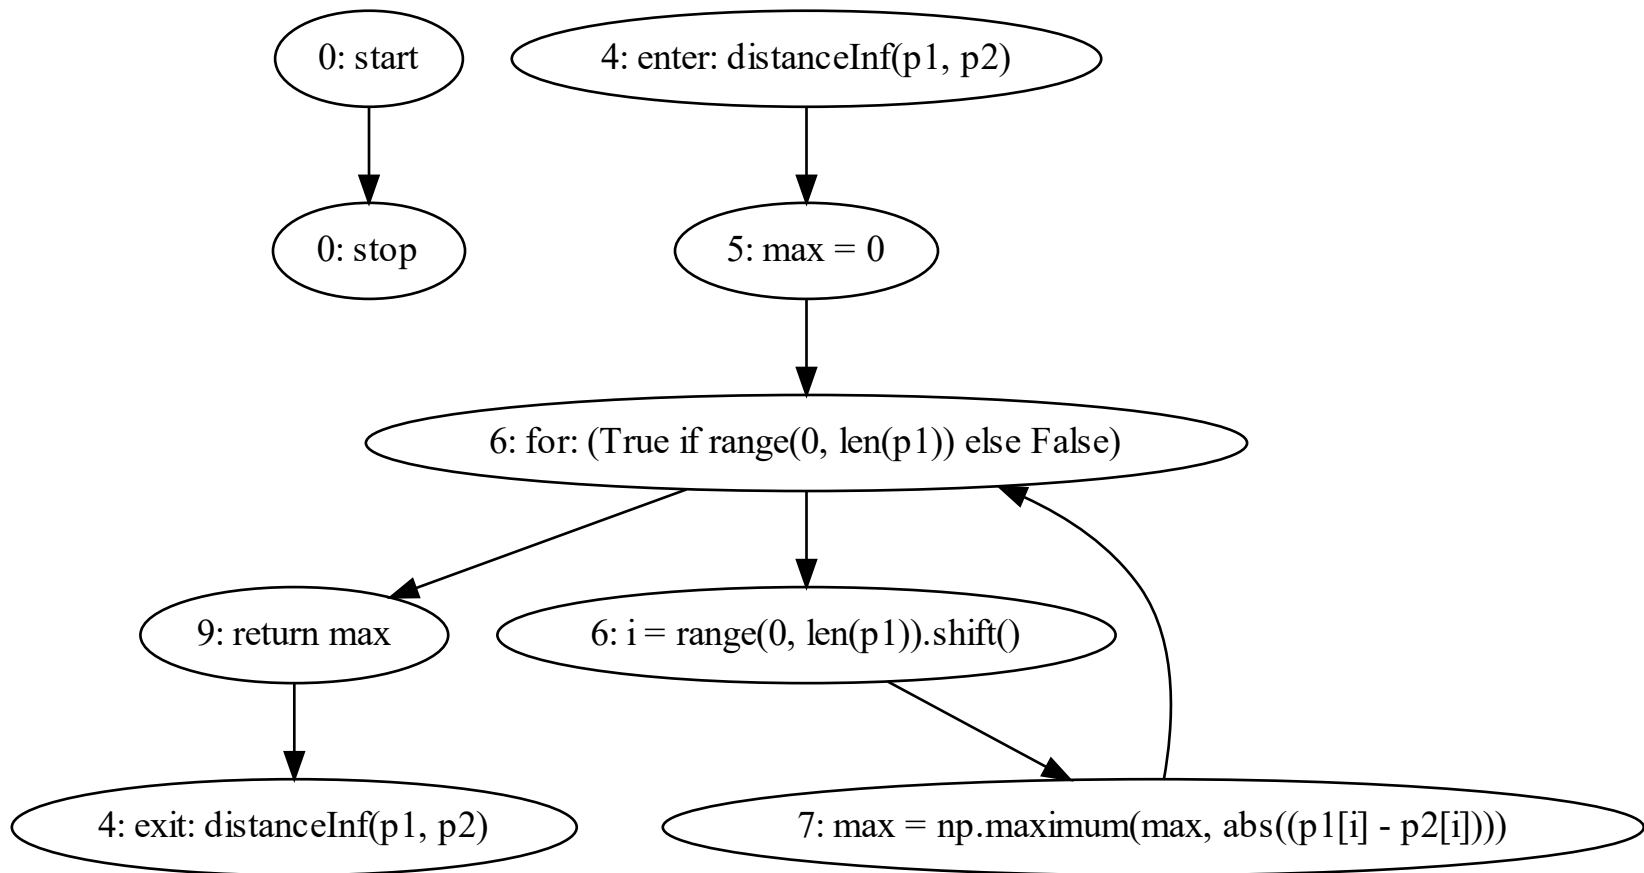 0: start
4: enter: distanceInf(p1, p2)
0: stop
5: max = 0
6: for: (True if range(0, len(p1)) else False)
9: return max
6: i = range(0, len(p1)).shift()
4: exit: distanceInf(p1, p2)
7: max = np.maximum(max, abs((p1[i] - p2[i])))